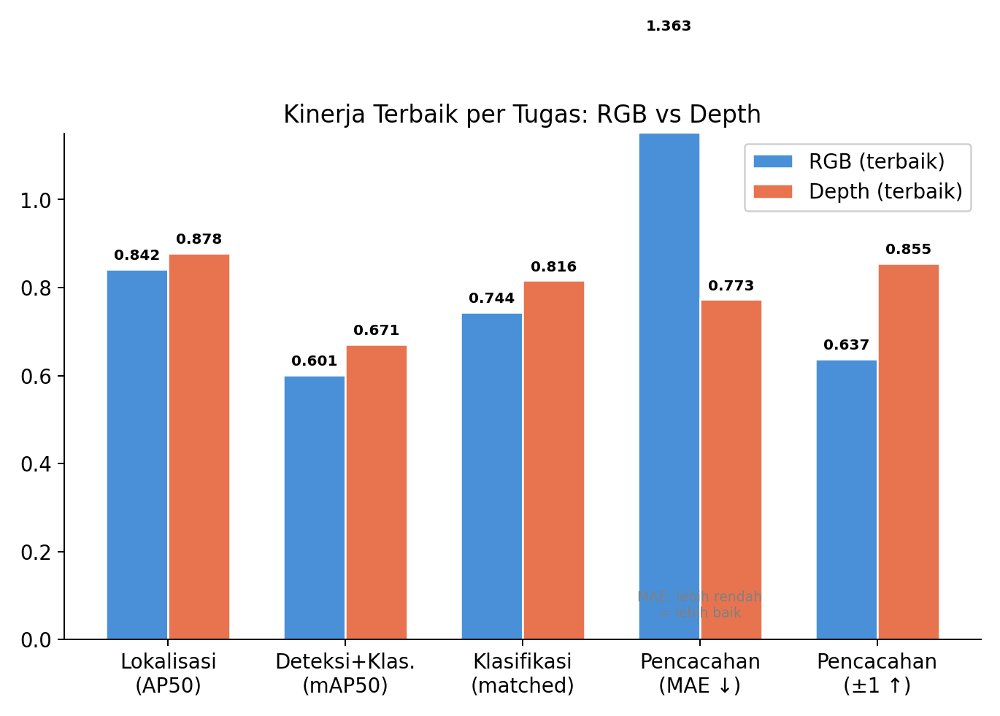 1.363
Kinerja Terbaik per Tugas: RGB vs Depth
RGB (terbaik)
Depth (terbaik)
1.0
0.8
0.6
0.4
0.2
0.0
0.842
0.878
0.601
0.671
0.744
0.816
0.773
0.637
0.855
MAE: lebih rendah
= lebih baik
Lokalisasi
(AP50)
Deteksi+Klas.
(mAP50)
Klasifikasi
(matched)
Pencacahan
(MAE ↓)
Pencacahan
(±1 ↑)